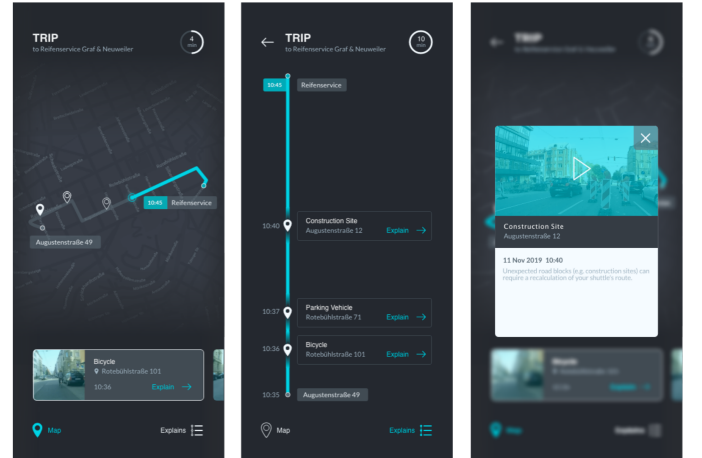 TRIP
to Reifenservice Graf & Neuweiler
4
min
10:45 Reifenservice
Augustenstraße 49
Bicycle
Rotebühlstraße 101
10:36 Explain
Map Explains
TRIP
to Reifenservice Graf & Neuweiler
10
min
10:45 Reifenservice
Construction Site
10:40 Augustenstraße 12 Explain
Parking Vehicle
10:37 Rotebühlstraße 71 Explain
Bicycle
10:36 Rotebühlstraße 101 Explain
10:35 Augustenstraße 49
Map Explains
TRIP
Construction Site
Augustenstraße 12
11 Nov 2019 10:40
Unexpected road blocks (e.g. construction sites) can
require a recalculation of your shuttle's route.